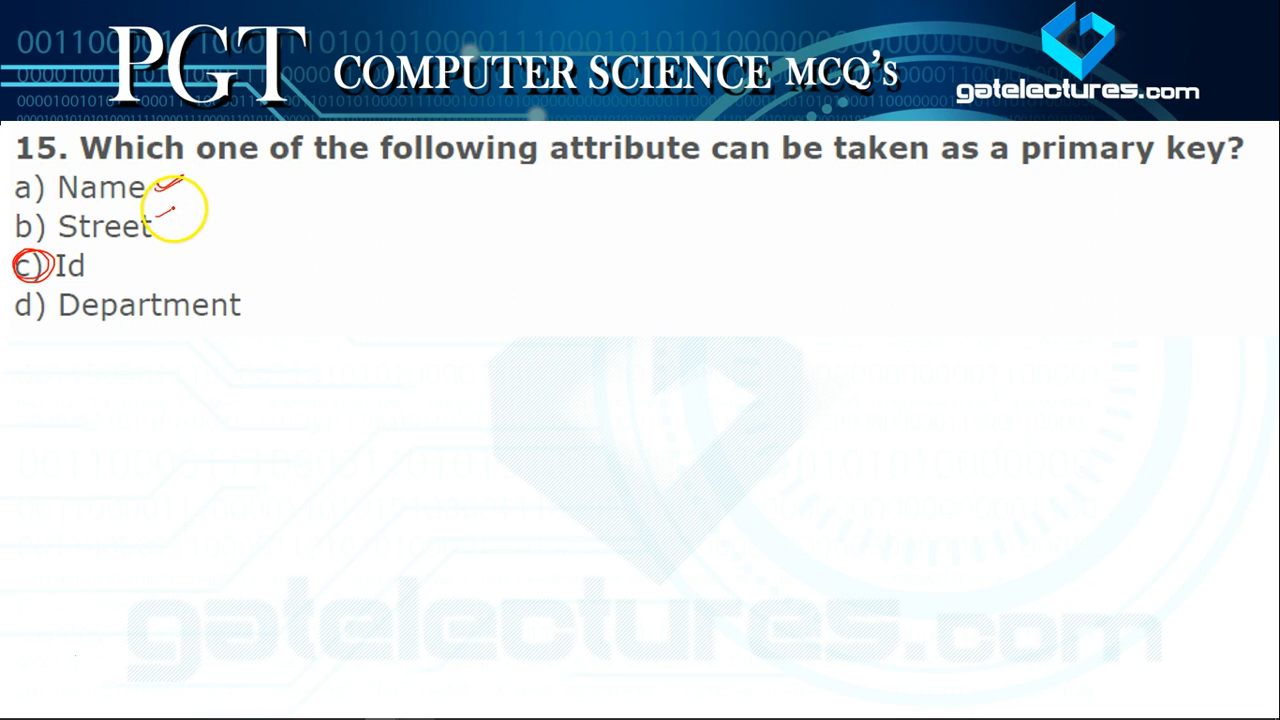 PGT COMPUTER SCIENCE MCQ's
gatelectures.com
15. Which one of the following attribute can be taken as a primary key?
a) Name
b) Street
c) Id
d) Department
gatelectures.com